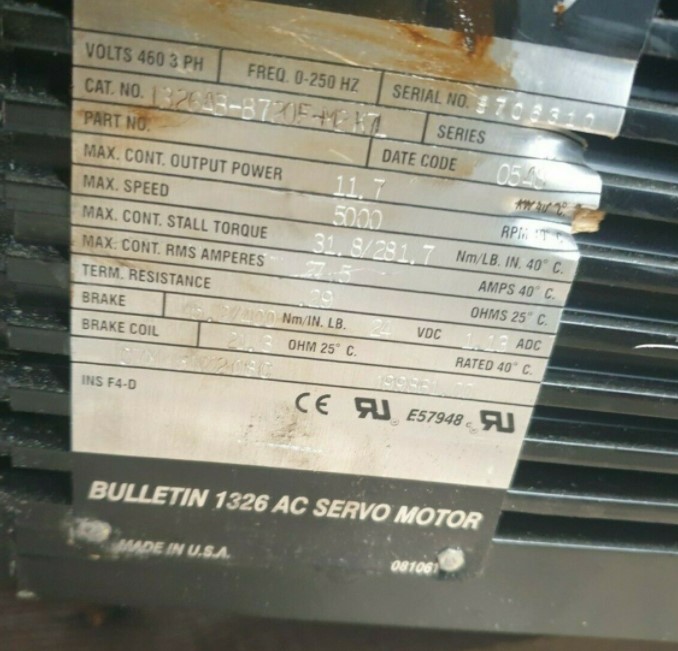 VOLTS 460 3 PH FREQ. 0-250 HZ SERIAL NO.
CAT. NO.
PART NO. SERIES
MAX. CONT. OUTPUT POWER 11.7 DATE CODE
MAX. SPEED 5000 RPM
MAX. CONT. STALL TORQUE 31.8/281.7 Nm/LB. IN. 40° C.
MAX. CONT. RMS AMPERES AMPS 40° C.
TERM. RESISTANCE .29 OHMS 25° C.
BRAKE Nm/IN. LB. 24 VDC ADC
BRAKE COIL OHM 25° C. RATED 40° C.
INS F4-D
CE E57948
BULLETIN 1326 AC SERVO MOTOR
MADE IN U.S.A. 081061